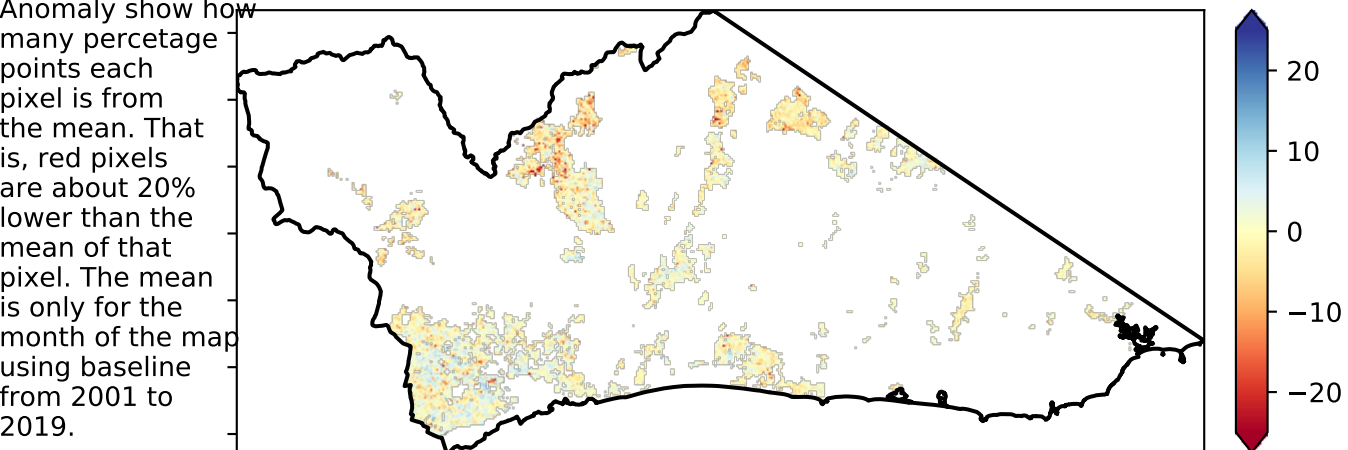 Anomaly show how
many percetage
points each
pixel is from
the mean. That
is, red pixels
are about 20%
lower than the
mean of that
pixel. The mean
is only for the
month of the map
using baseline
from 2001 to
2019.
20
10
0
−10
−20